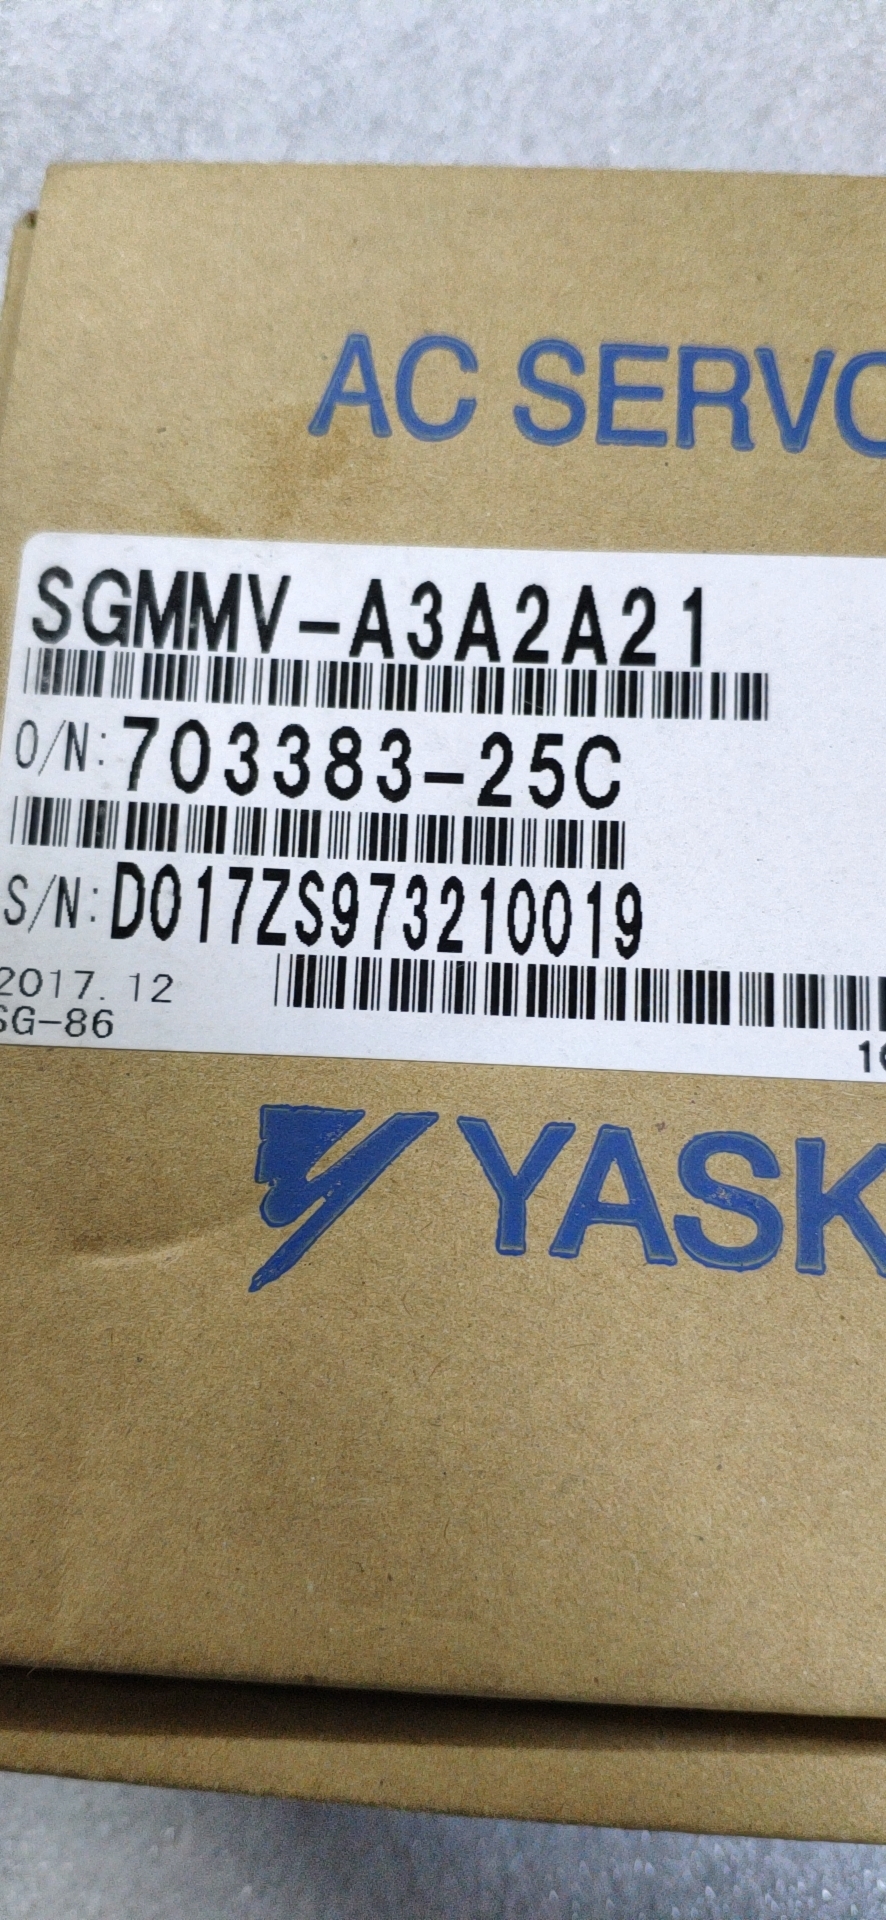 AC SERVO
SGMMV-A3A2A21
O/N: 703383-25C
S/N: D017ZS973210019
2017.12
SG-86
YASK